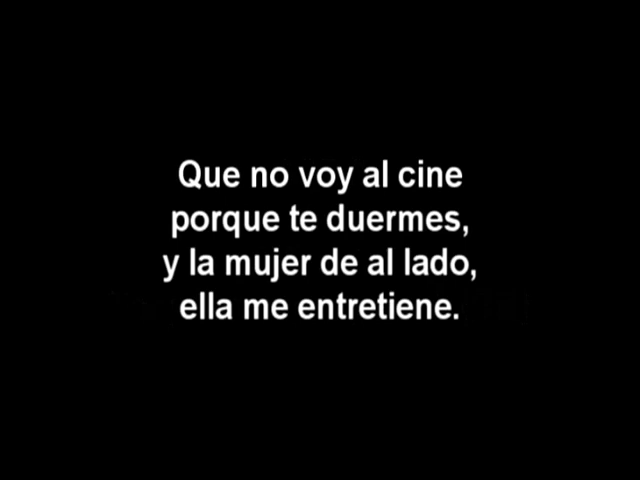 Que no voy al cine
porque te duermes,
y la mujer de al lado,
ella me entretiene.